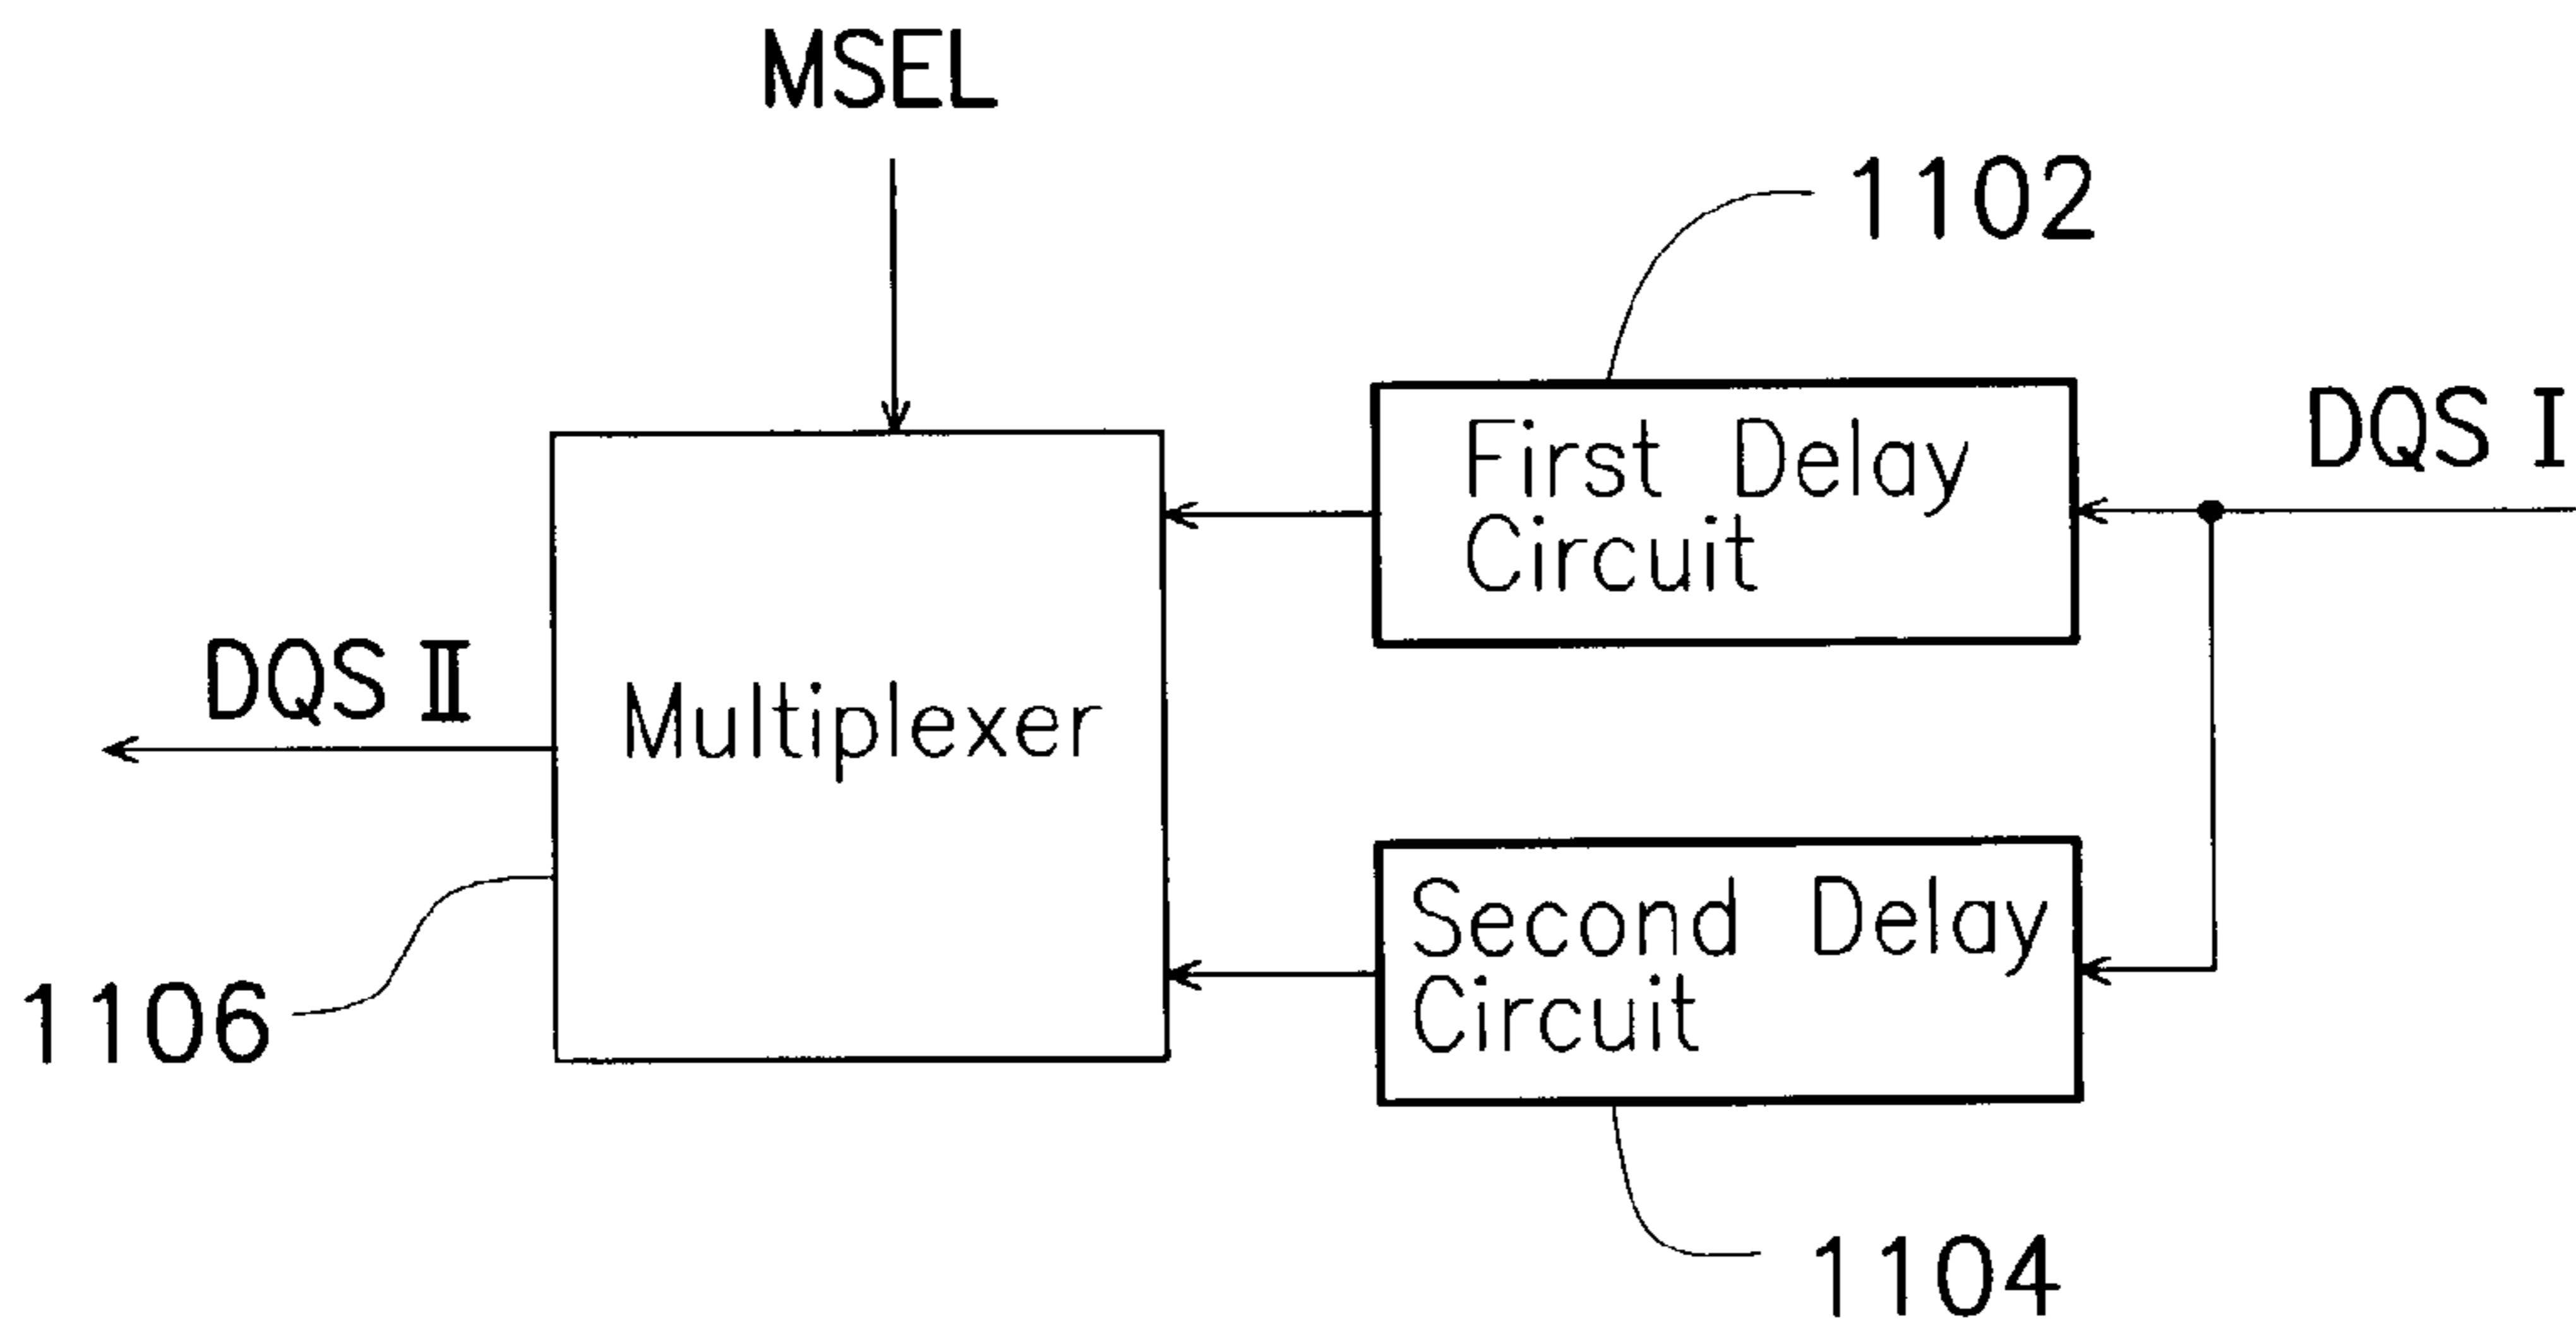 MSEL
1102
First Delay
Circuit
DQS I
DQS II
Multiplexer
Second Delay
Circuit
1106
1104